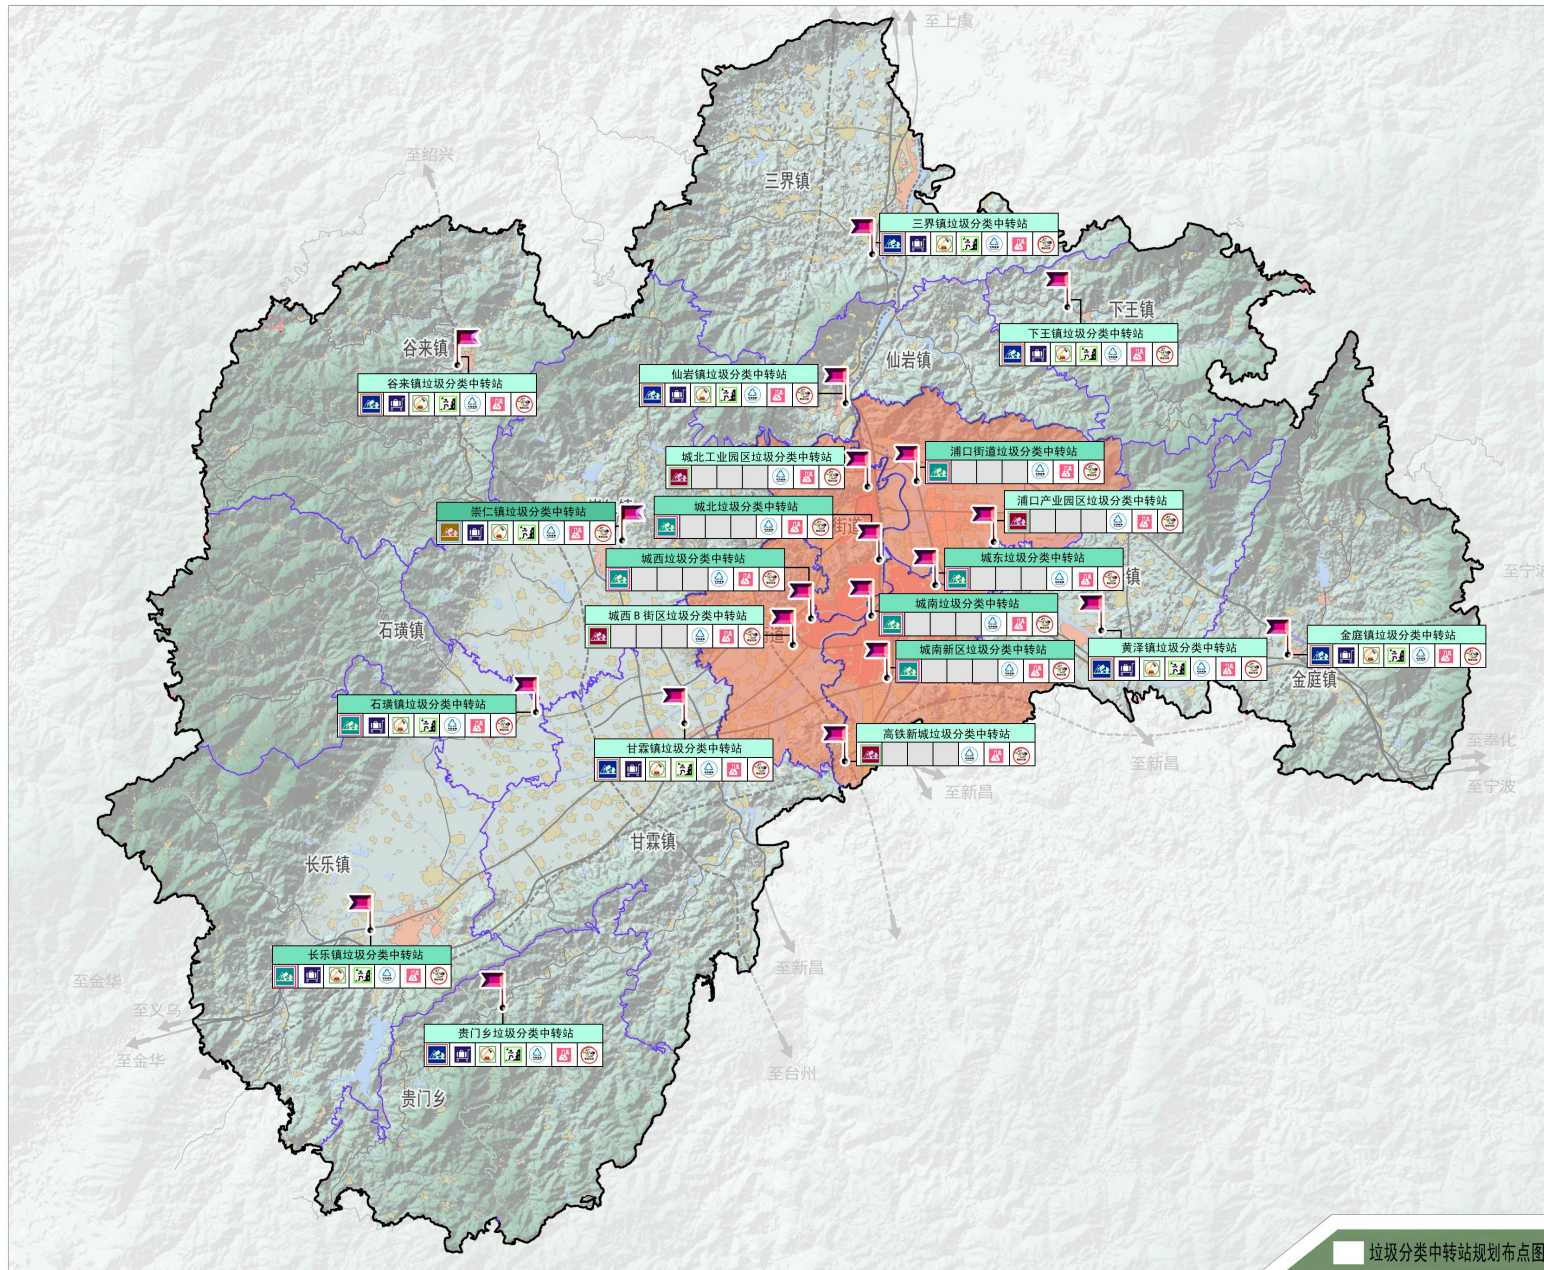 至上虞
至绍兴
三界镇
三界镇垃圾分类中转站
下王镇
下王镇垃圾分类中转站
谷来镇
谷来镇垃圾分类中转站
仙岩镇
仙岩镇垃圾分类中转站
城北工业园区垃圾分类中转站
浦口街道垃圾分类中转站
浦口产业园区垃圾分类中转站
崇仁镇垃圾分类中转站
城北垃圾分类中转站
街道
城西垃圾分类中转站
城东垃圾分类中转站
镇
至宁波
城西 B 街区垃圾分类中转站
城南垃圾分类中转站
石璜镇
道
城南新区垃圾分类中转站
黄泽镇垃圾分类中转站
金庭镇垃圾分类中转站
金庭镇
石璜镇垃圾分类中转站
甘霖镇垃圾分类中转站
高铁新城垃圾分类中转站
至奉化
至新昌
至宁波
至新昌
甘霖镇
长乐镇
长乐镇垃圾分类中转站
至新昌
至金华
至义乌
贵门乡垃圾分类中转站
至金华
至台州
贵门乡
垃圾分类中转站规划布点图